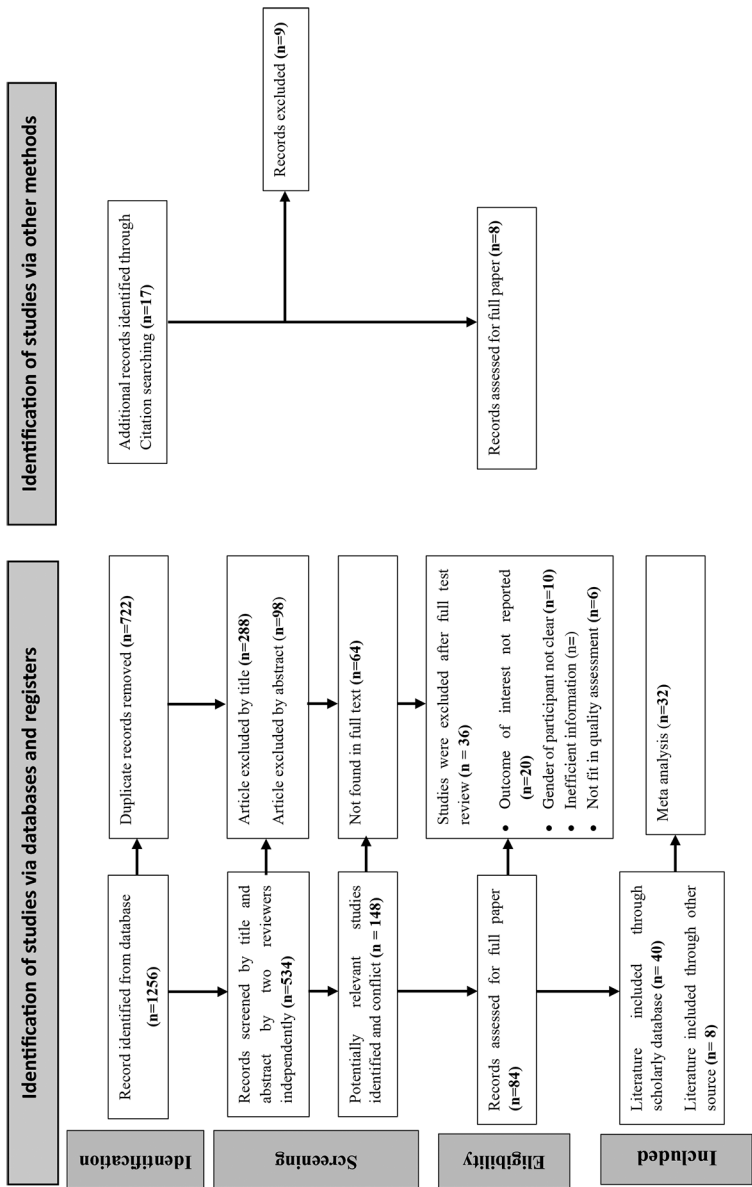 Identification of studies via databases and registers
Identification of studies via other methods
Identification
Record identified from database
(n=1256)
Duplicate records removed (n=722)
Additional records identified through
Citation searching (n=17)
Screening
Records screened by title and
abstract by two reviewers
independently (n=534)
Article excluded by title (n=288)
Article excluded by abstract (n=98)
Records excluded (n=9)
Potentially relevant studies
identified and conflict (n = 148)
Not found in full text (n=64)
Eligibility
Records assessed for full paper
(n=84)
Studies were excluded after full test
review (n = 36)
• Outcome of interest not reported
(n=20)
• Gender of participant not clear (n=10)
• Inefficient information (n=)
• Not fit in quality assessment (n=6)
Records assessed for full paper (n=8)
Included
Literature included through
scholarly database (n= 40)
Literature included through other
source (n= 8)
Meta analysis (n=32)